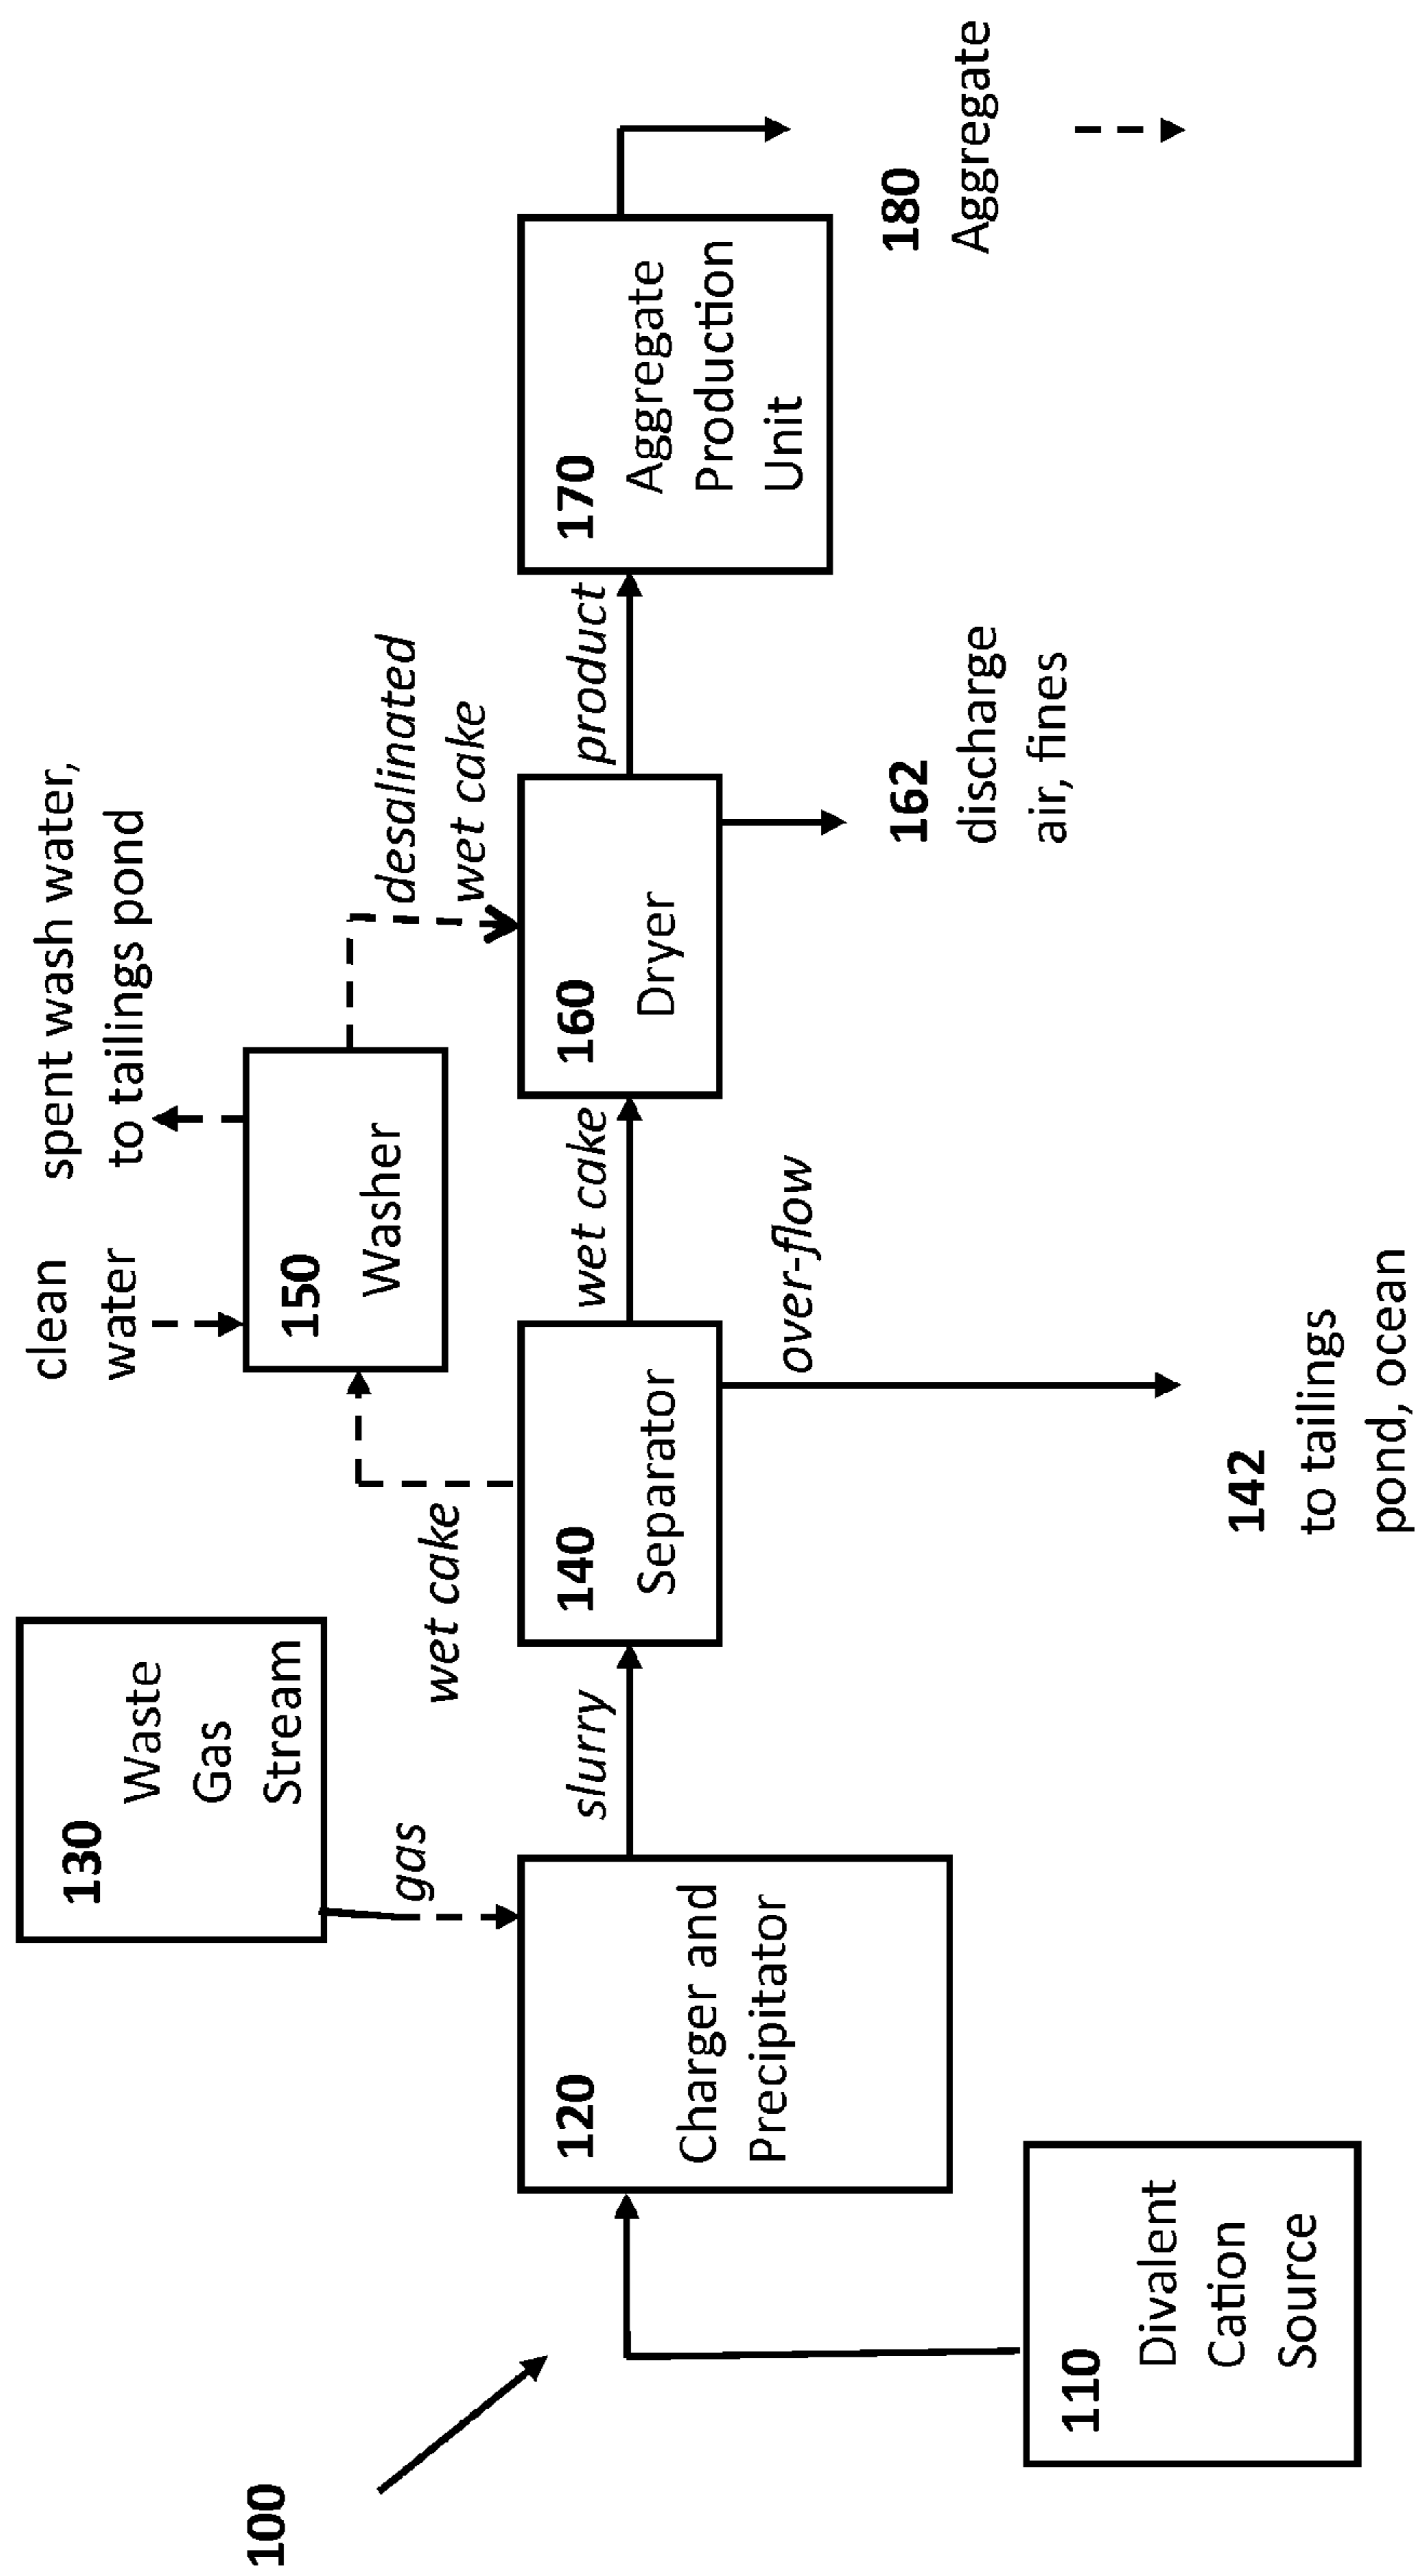 100
110
Divalent
Cation
Source
120
Charger and
Precipitator
130
Waste
Gas
Stream
gas
slurry
140
Separator
wet cake
wet cake
over-flow
142
to tailings
pond, ocean
clean
water
150
Washer
spent wash water,
to tailings pond
desalinated
wet cake
160
Dryer
162
discharge
air, fines
product
170
Aggregate
Production
Unit
180
Aggregate